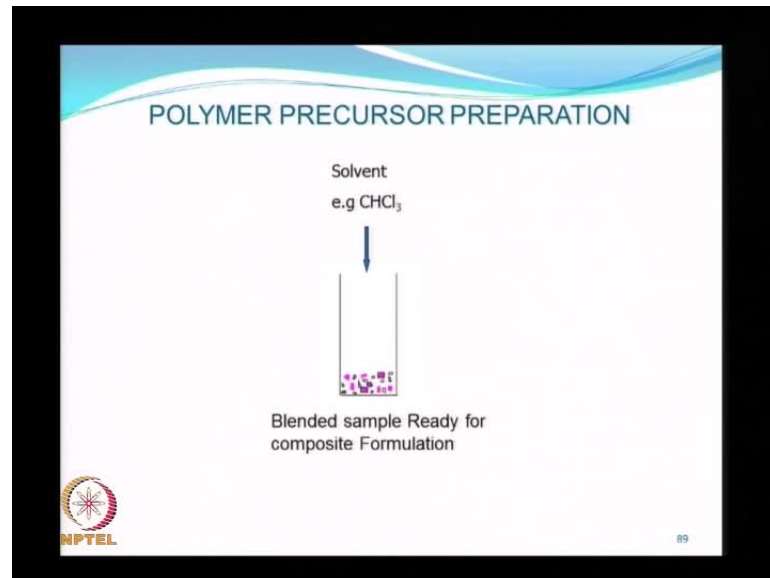 POLYMER PRECURSOR PREPARATION
Solvent
e.g CHCl₃
Blended sample Ready for
composite Formulation
NPTEL
89